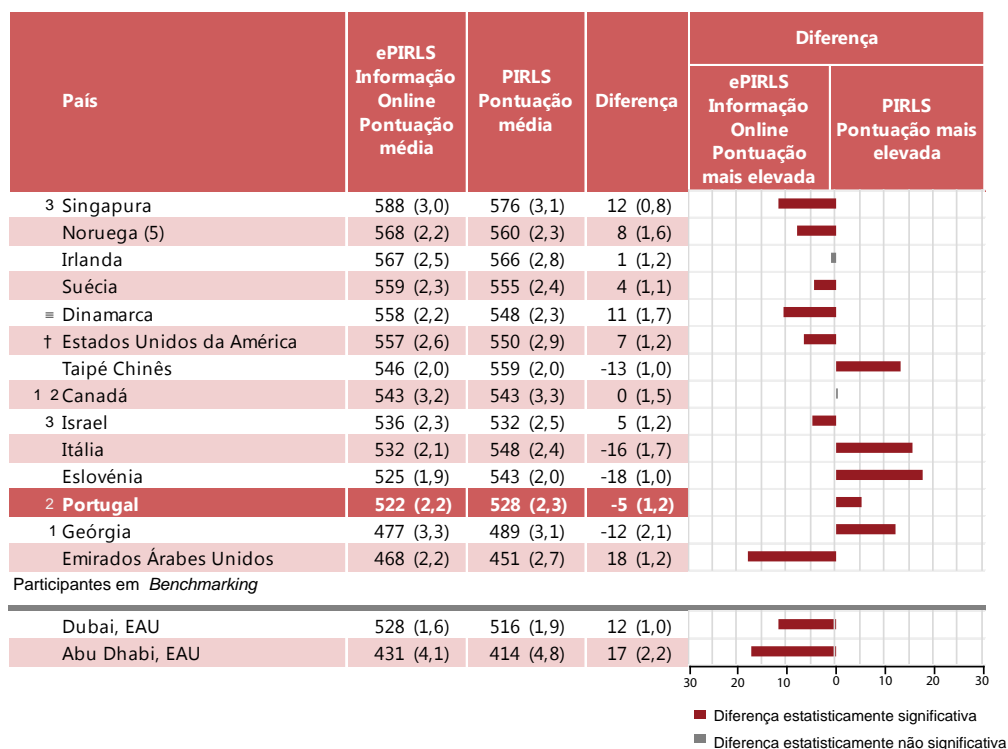 País
ePIRLS
Informação
Online
Pontuação
média
PIRLS
Pontuação
média
Diferença
Diferença
ePIRLS
Informação
Online
Pontuação
mais elevada
PIRLS
Pontuação mais
elevada
3 Singapura 588 (3,0) 576 (3,1) 12 (0,8)
Noruega (5) 568 (2,2) 560 (2,3) 8 (1,6)
Irlanda 567 (2,5) 566 (2,8) 1 (1,2)
Suécia 559 (2,3) 555 (2,4) 4 (1,1)
≡ Dinamarca 558 (2,2) 548 (2,3) 11 (1,7)
† Estados Unidos da América 557 (2,6) 550 (2,9) 7 (1,2)
Taipé Chinês 546 (2,0) 559 (2,0) -13 (1,0)
1 2 Canadá 543 (3,2) 543 (3,3) 0 (1,5)
3 Israel 536 (2,3) 532 (2,5) 5 (1,2)
Itália 532 (2,1) 548 (2,4) -16 (1,7)
Eslovénia 525 (1,9) 543 (2,0) -18 (1,0)
2 Portugal 522 (2,2) 528 (2,3) -5 (1,2)
1 Geórgia 477 (3,3) 489 (3,1) -12 (2,1)
Emirados Árabes Unidos 468 (2,2) 451 (2,7) 18 (1,2)
Participantes em Benchmarking
Dubai, EAU 528 (1,6) 516 (1,9) 12 (1,0)
Abu Dhabi, EAU 431 (4,1) 414 (4,8) 17 (2,2)
30 20 10 0 10 20 30
Diferença estatisticamente significativa
Diferença estatisticamente não significativa